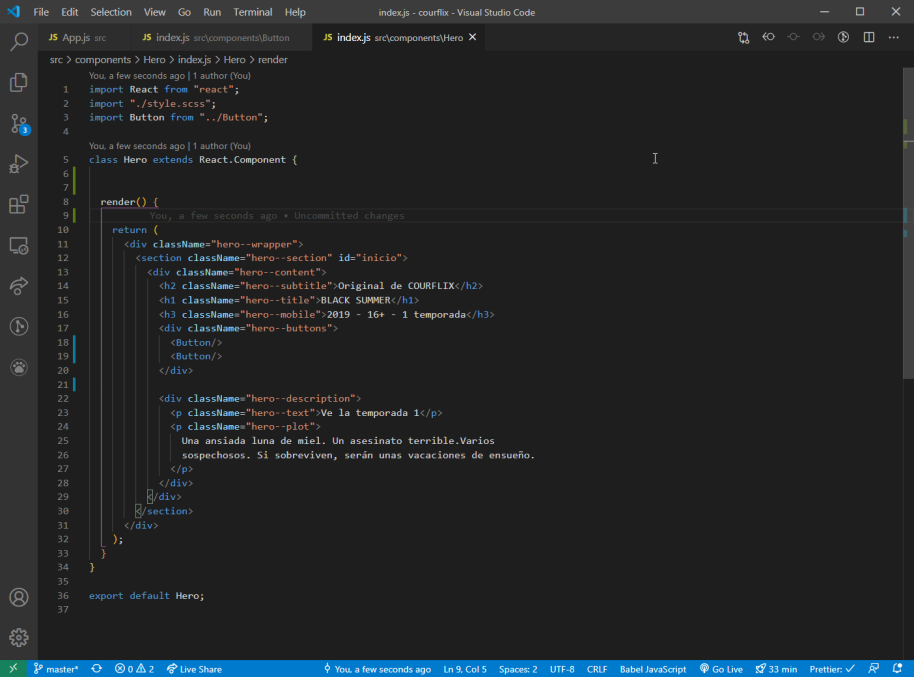 File Edit Selection View Go Run Terminal Help index.js - courflix - Visual Studio Code
JS App.js src JS index.js src\components\Button JS index.js src\components\Hero
src > components > Hero > index.js > Hero > render
You, a few seconds ago | 1 author (You)
1 import React from "react";
2 import "./style.scss";
3 import Button from "../Button";
4
You, a few seconds ago | 1 author (You)
5 class Hero extends React.Component {
6
7
8 render() {
9 You, a few seconds ago • Uncommitted changes
10 return (
11 <div className="hero--wrapper">
12 <section className="hero--section" id="inicio">
13 <div className="hero--content">
14 <h2 className="hero--subtitle">Original de COURFLIX</h2>
15 <h1 className="hero--title">BLACK SUMMER</h1>
16 <h3 className="hero--mobile">2019 - 16+ - 1 temporada</h3>
17 <div className="hero--buttons">
18 <Button/>
19 <Button/>
20 </div>
21
22 <div className="hero--description">
23 <p className="hero--text">Ve la temporada 1</p>
24 <p className="hero--plot">
25 Una ansiada luna de miel. Un asesinato terrible.Varios
26 sospechosos. Si sobreviven, serán unas vacaciones de ensueño.
27 </p>
28 </div>
29 </div>
30 </section>
31 </div>
32 );
33 }
34 }
35
36 export default Hero;
37
3
master* 0 2 Live Share You, a few seconds ago Ln 9, Col 5 Spaces: 2 UTF-8 CRLF Babel JavaScript Go Live 33 min Prettier: ✓